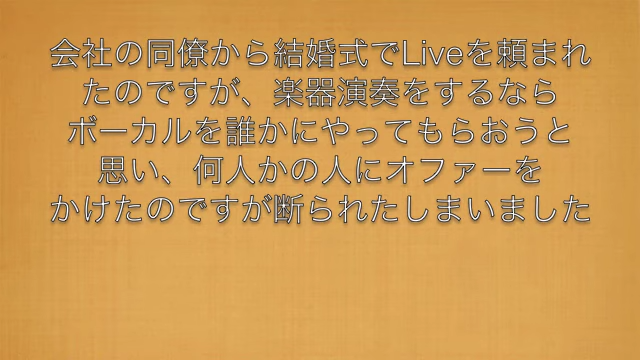 会社の同僚から結婚式でLiveを頼まれ
たのですが、楽器演奏をするなら
ボーカルを誰かにやってもらおうと
思い、何人かの人にオファーを
かけたのですが断られたしまいました